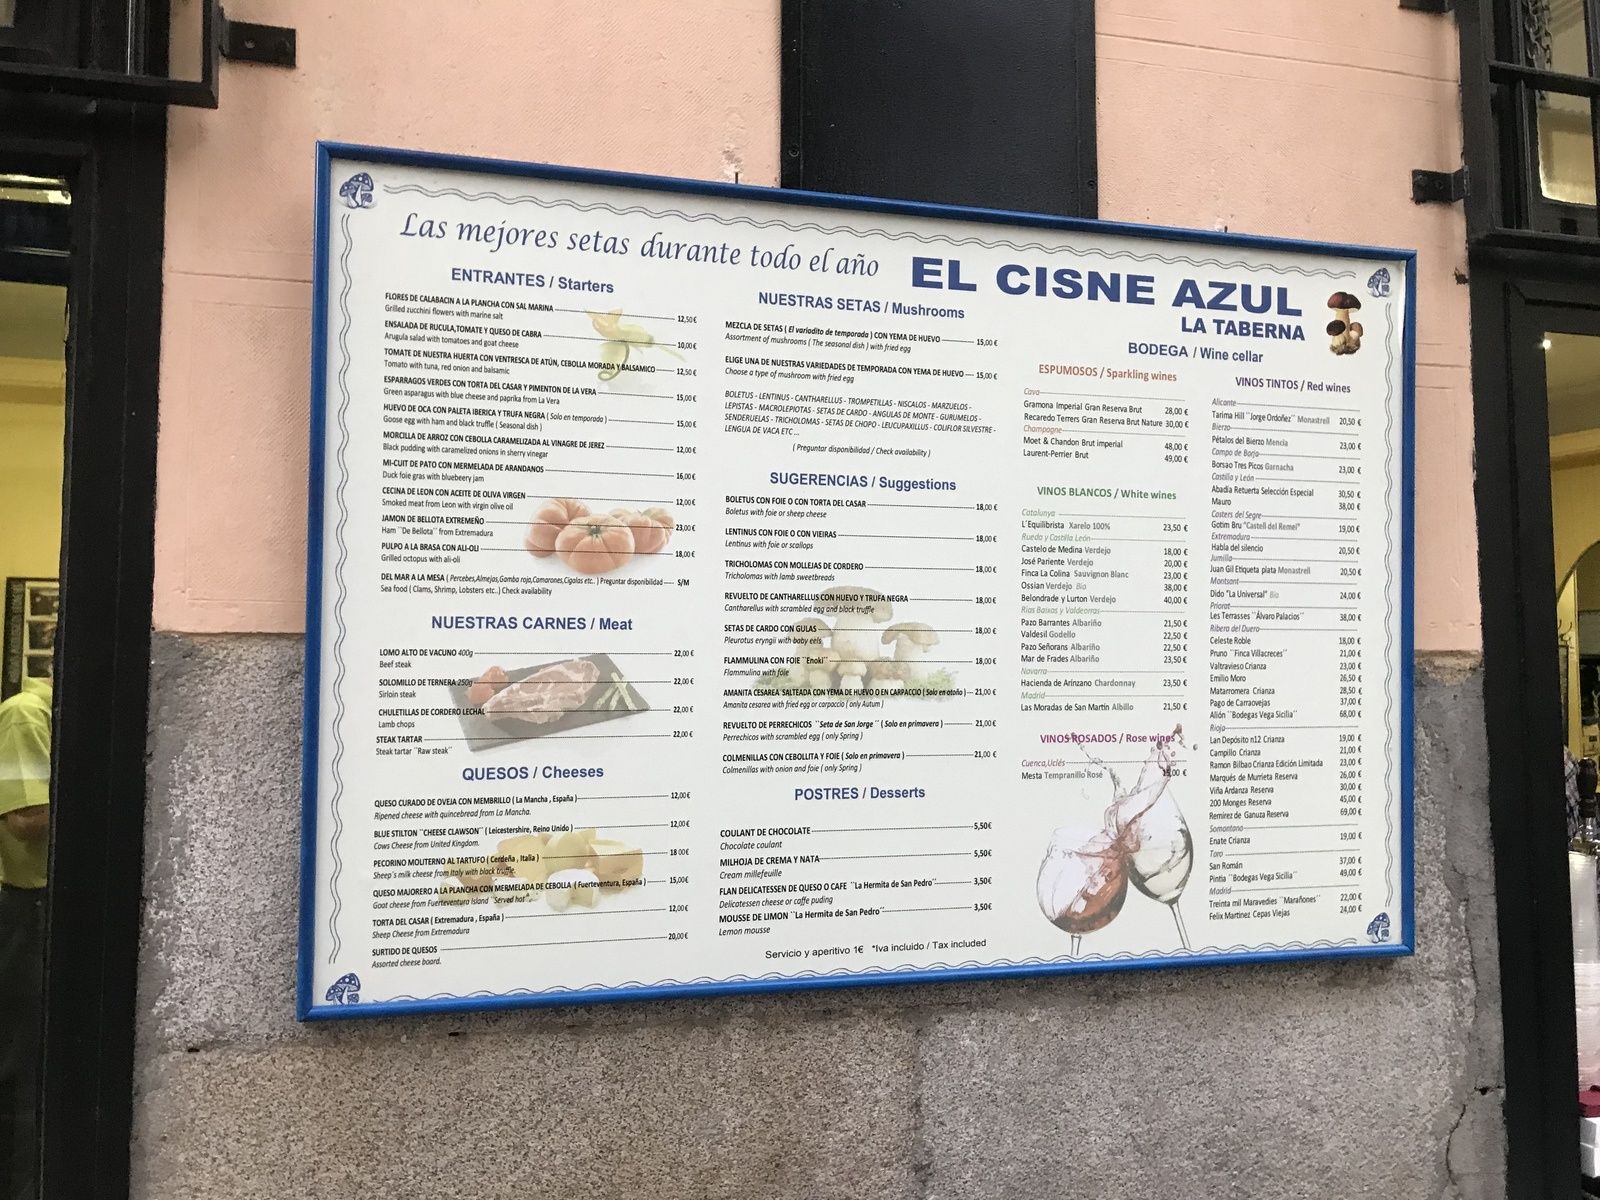 Las mejores setas durante todo el año
EL CISNE AZUL
LA TABERNA
ENTRANTES / Starters
FLORES DE CALABACIN A LA PLANCHA CON SAL MARINA 12,50€
Grilled zucchini flowers with marine salt
ENSALADA DE RUCULA,TOMATE Y QUESO DE CABRA 10,00 €
Arugula salad with tomatoes and goat cheese
TOMATE DE NUESTRA HUERTA CON VENTRESCA DE ATÚN, CEBOLLA MORADA Y BALSAMICO 12,50€
Tomato with tuna, red onion and balsamic
ESPARRAGOS VERDES CON TORTA DEL CASAR Y PIMENTON DE LA VERA 15,00 €
Green asparagus with blue cheese and paprika from La Vera
HUEVO DE OCA CON PALETA IBERICA Y TRUFA NEGRA ( Solo en temporada ) 15,00 €
Goose egg with ham and black truffle ( Seasonal dish )
MORCILLA DE ARROZ CON CEBOLLA CARAMELIZADA AL VINAGRE DE JEREZ 12,00 €
Black pudding with caramelized onions in sherry vinegar
MI-CUIT DE PATO CON MERMELADA DE ARANDANOS 16,00 €
Duck foie gras with bluebeery jam
CECINA DE LEON CON ACEITE DE OLIVA VIRGEN 12,00 €
Smoked meat from Leon with virgin olive oil
JAMON DE BELLOTA EXTREMEÑO 23,00 €
Ham ¨De Bellota¨ from Extremadura
PULPO A LA BRASA CON ALI-OLI 18,00 €
Grilled octopus with ali-oli
DEL MAR A LA MESA ( Percebes,Almejas,Gamba roja,Camarones,Cigalas etc.. ) Preguntar disponibilidad S/M
Sea food ( Clams, Shrimp, Lobsters etc..) Check availability
NUESTRAS CARNES / Meat
LOMO ALTO DE VACUNO 400g 22,00 €
Beef steak
SOLOMILLO DE TERNERA 250g 22,00 €
Sirloin steak
CHULETILLAS DE CORDERO LECHAL 22,00 €
Lamb chops
STEAK TARTAR 22,00 €
Steak tartar ¨Raw steak¨
QUESOS / Cheeses
QUESO CURADO DE OVEJA CON MEMBRILLO ( La Mancha , España ) 12,00 €
Ripened cheese with quincebread from La Mancha.
BLUE STILTON ¨CHEESE CLAWSON¨ ( Leicestershire, Reino Unido ) 12,00 €
Cows Cheese from United Kingdom.
PECORINO MOLITERNO AL TARTUFO ( Cerdeña , Italia ) 18 00€
Sheep´s milk cheese from Italy with black truffle.
QUESO MAJORERO A LA PLANCHA CON MERMELADA DE CEBOLLA ( Fuerteventura, España ) 15,00€
Goat cheese from Fuerteventura Island ¨Served hot¨.
TORTA DEL CASAR ( Extremadura , España ) 12,00 €
Sheep Cheese from Extremadura
SURTIDO DE QUESOS 20,00 €
Assorted cheese board.
NUESTRAS SETAS / Mushrooms
MEZCLA DE SETAS ( El variadito de temporada ) CON YEMA DE HUEVO 15,00 €
Assortment of mushrooms ( The seasonal dish ) with fried egg
ELIGE UNA DE NUESTRAS VARIEDADES DE TEMPORADA CON YEMA DE HUEVO 15,00 €
Choose a type of mushroom with fried egg
BOLETUS - LENTINUS - CANTHARELLUS - TROMPETILLAS - NISCALOS - MARZUELOS -
LEPISTAS - MACROLEPIOTAS - SETAS DE CARDO - ANGULAS DE MONTE - GURUMELOS -
SENDERUELAS - TRICHOLOMAS - SETAS DE CHOPO - LEUCUPAXILLUS - COLIFLOR SILVESTRE -
LENGUA DE VACA ETC ...
( Preguntar disponibilidad / Check availability )
SUGERENCIAS / Suggestions
BOLETUS CON FOIE O CON TORTA DEL CASAR 18,00 €
Boletus with foie or sheep cheese
LENTINUS CON FOIE O CON VIEIRAS 18,00 €
Lentinus with foie or scallops
TRICHOLOMAS CON MOLLEJAS DE CORDERO 18,00 €
Tricholomas with lamb sweetbreads
REVUELTO DE CANTHARELLUS CON HUEVO Y TRUFA NEGRA 18,00 €
Cantharellus with scrambled egg and black truffle
SETAS DE CARDO CON GULAS 18,00 €
Pleurotus eryngii with baby eels
FLAMMULINA CON FOIE ¨Enoki¨ 18,00 €
Flammulina with foie
AMANITA CESAREA SALTEADA CON YEMA DE HUEVO O EN CARPACCIO ( Solo en otoño ) 21,00 €
Amanita cesarea with fried egg or carpaccio ( only Autum )
REVUELTO DE PERRECHICOS ¨Seta de San Jorge ¨ ( Solo en primavera ) 21,00 €
Perrechicos with scrambled egg ( only Spring )
COLMENILLAS CON CEBOLLITA Y FOIE ( Solo en primavera ) 21,00 €
Colmenillas with onion and foie ( only Spring )
POSTRES / Desserts
COULANT DE CHOCOLATE 5,50€
Chocolate coulant
MILHOJA DE CREMA Y NATA 5,50€
Cream millefeuille
FLAN DELICATESSEN DE QUESO O CAFE ¨La Hermita de San Pedro¨ 3,50€
Delicatessen cheese or caffe puding
MOUSSE DE LIMON ¨La Hermita de San Pedro¨ 3,50€
Lemon mousse
Servicio y aperitivo 1€ *Iva incluido / Tax included
BODEGA / Wine cellar
ESPUMOSOS / Sparkling wines
Cava
Gramona Imperial Gran Reserva Brut 28,00 €
Recaredo Terrers Gran Reserva Brut Nature 30,00 €
Champagne
Moet & Chandon Brut imperial 48,00 €
Laurent-Perrier Brut 49,00 €
VINOS BLANCOS / White wines
Catalunya
L´Equilibrista Xarelo 100% 23,50 €
Rueda y Castilla León
Castelo de Medina Verdejo 18,00 €
José Pariente Verdejo 20,00 €
Finca La Colina Sauvignon Blanc 23,00 €
Ossian Verdejo Bio 38,00 €
Belondrade y Lurton Verdejo 40,00 €
Rias Baixas y Valdeorras
Pazo Barrantes Albariño 21,50 €
Valdesil Godello 22,50 €
Pazo Señorans Albariño 22,50 €
Mar de Frades Albariño 23,50 €
Navarra
Hacienda de Arinzano Chardonnay 23,50 €
Madrid
Las Moradas de San Martin Albillo 21,50 €
VINOS ROSADOS / Rose wines
Cuenca,Uclés
Mesta Tempranillo Rosé 15,00 €
VINOS TINTOS / Red wines
Alicante
Tarima Hill ¨Jorge Ordoñez¨ Monastrell 20,50 €
Bierzo
Pétalos del Bierzo Mencia 23,00 €
Campo de Borja
Borsao Tres Picos Garnacha 23,00 €
Castilla y León
Abadia Retuerta Selección Especial 30,50 €
Mauro 38,00 €
Costers del Segre
Gotim Bru "Castell del Remei" 19,00 €
Extremadura
Habla del silencio 20,50 €
Jumilla
Juan Gil Etiqueta plata Monastrell 20,50 €
Montsant
Dido "La Universal" Bio 24,00 €
Priorat
Les Terrasses ¨Álvaro Palacios¨ 38,00 €
Ribera del Duero
Celeste Roble 18,00 €
Pruno ¨Finca Villacreces¨ 21,00 €
Valtravieso Crianza 23,00 €
Emilio Moro 26,50 €
Matarromera Crianza 28,50 €
Pago de Carraovejas 37,00 €
Alión ¨Bodegas Vega Sicilia¨ 68,00 €
Rioja
Lan Depósito n12 Crianza 19,00 €
Campillo Crianza 21,00 €
Ramon Bilbao Crianza Edición Limitada 23,00 €
Marqués de Murrieta Reserva 26,00 €
Viña Ardanza Reserva 30,00 €
200 Monges Reserva 45,00 €
Remirez de Ganuza Reserva 69,00 €
Somontano
Enate Crianza 19,00 €
Toro
San Román 37,00 €
Pintia ¨Bodegas Vega Sicilia¨ 49,00 €
Madrid
Treinta mil Maravedies ¨Marañones¨ 22,00 €
Felix Martinez Cepas Viejas 24,00 €